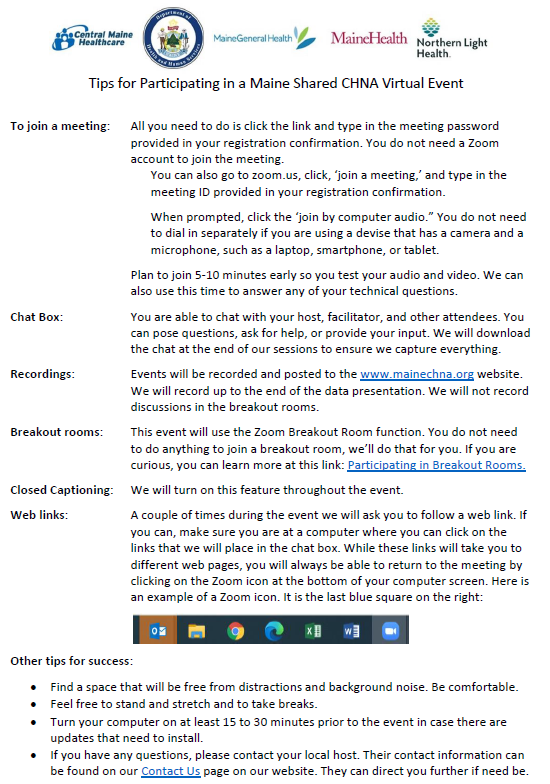 Central Maine
Healthcare
Department of
Health and Human Services
MaineGeneral Health
MaineHealth
Northern Light
Health.
Tips for Participating in a Maine Shared CHNA Virtual Event
To join a meeting: All you need to do is click the link and type in the meeting password
provided in your registration confirmation. You do not need a Zoom
account to join the meeting.
You can also go to zoom.us, click, ‘join a meeting,’ and type in the
meeting ID provided in your registration confirmation.
When prompted, click the ‘join by computer audio.” You do not need
to dial in separately if you are using a devise that has a camera and a
microphone, such as a laptop, smartphone, or tablet.
Plan to join 5-10 minutes early so you test your audio and video. We can
also use this time to answer any of your technical questions.
Chat Box: You are able to chat with your host, facilitator, and other attendees. You
can pose questions, ask for help, or provide your input. We will download
the chat at the end of our sessions to ensure we capture everything.
Recordings: Events will be recorded and posted to the www.mainechna.org website.
We will record up to the end of the data presentation. We will not record
discussions in the breakout rooms.
Breakout rooms: This event will use the Zoom Breakout Room function. You do not need
to do anything to join a breakout room, we’ll do that for you. If you are
curious, you can learn more at this link: Participating in Breakout Rooms.
Closed Captioning: We will turn on this feature throughout the event.
Web links: A couple of times during the event we will ask you to follow a web link. If
you can, make sure you are at a computer where you can click on the
links that we will place in the chat box. While these links will take you to
different web pages, you will always be able to return to the meeting by
clicking on the Zoom icon at the bottom of your computer screen. Here is
an example of a Zoom icon. It is the last blue square on the right:
Other tips for success:
• Find a space that will be free from distractions and background noise. Be comfortable.
• Feel free to stand and stretch and to take breaks.
• Turn your computer on at least 15 to 30 minutes prior to the event in case there are
updates that need to install.
• If you have any questions, please contact your local host. Their contact information can
be found on our Contact Us page on our website. They can direct you further if need be.